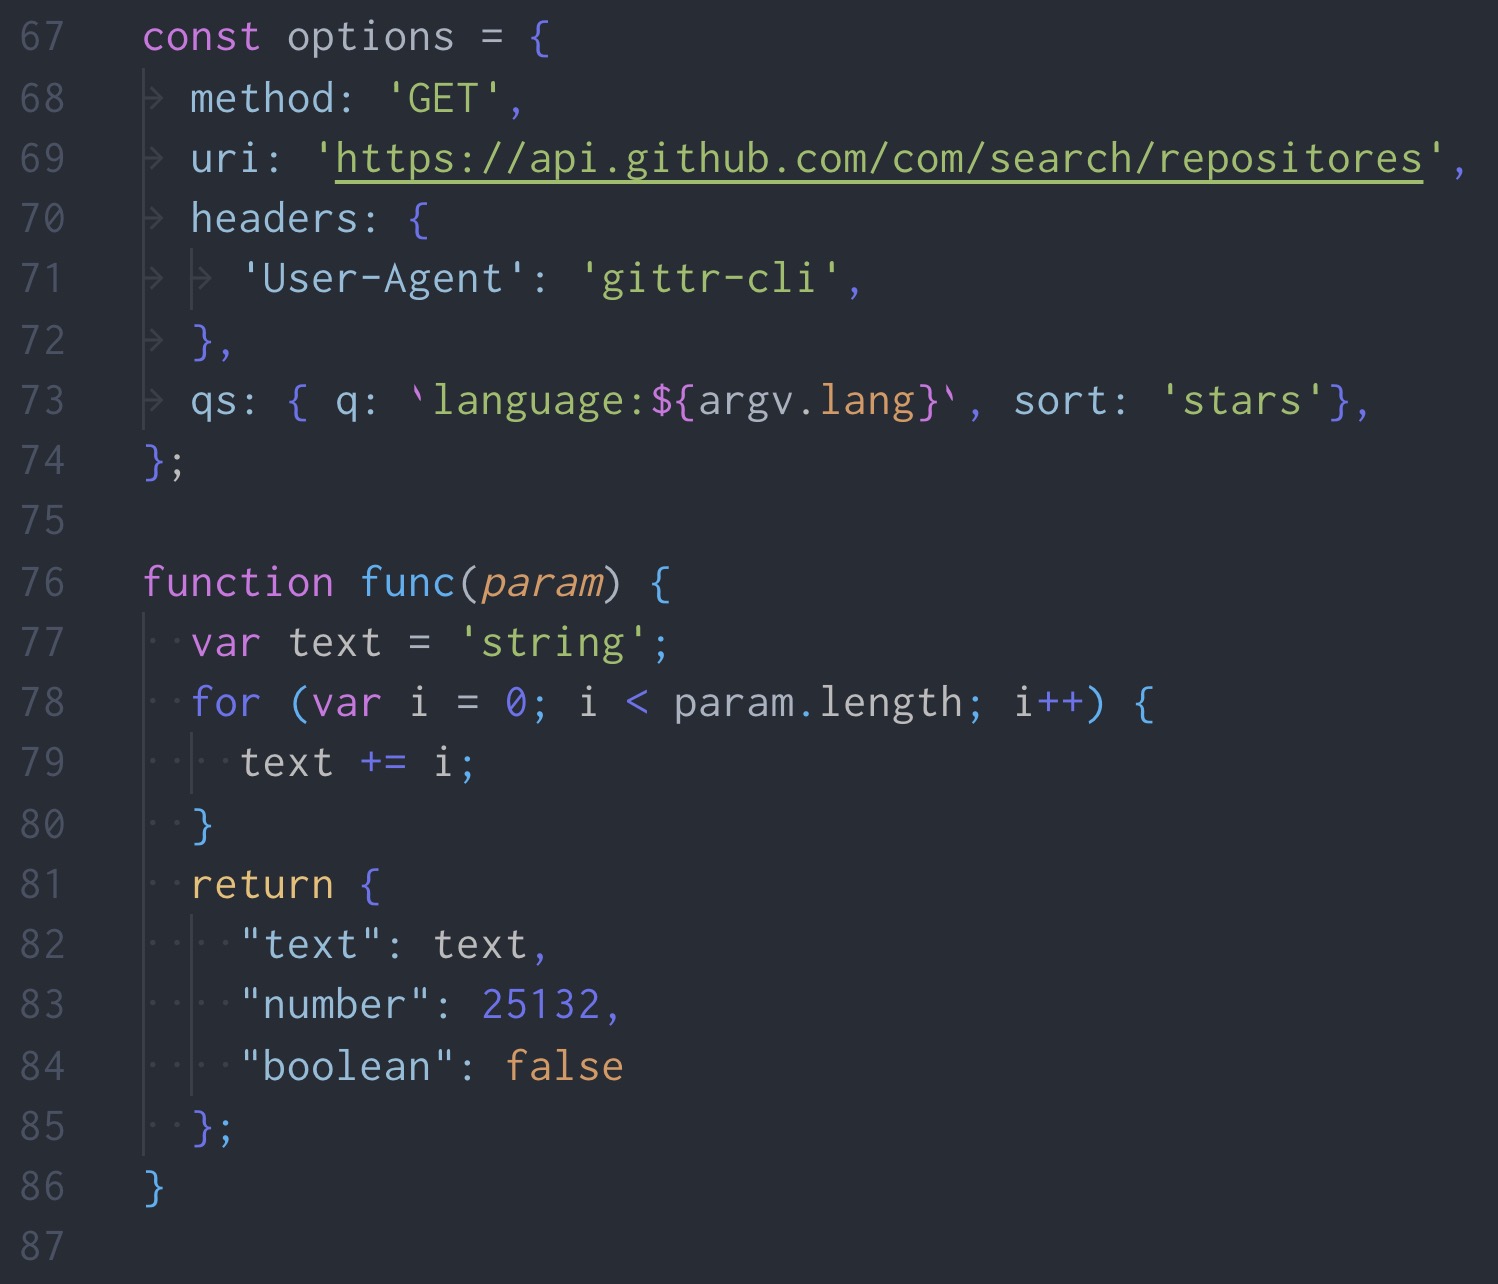 67 const options = {
68 method: 'GET',
69 uri: 'https://api.github.com/com/search/repositores',
70 headers: {
71 'User-Agent': 'gittr-cli',
72 },
73 qs: { q: `language:${argv.lang}`, sort: 'stars'},
74 };
75
76 function func(param) {
77 var text = 'string';
78 for (var i = 0; i < param.length; i++) {
79 text += i;
80 }
81 return {
82 "text": text,
83 "number": 25132,
84 "boolean": false
85 };
86 }
87